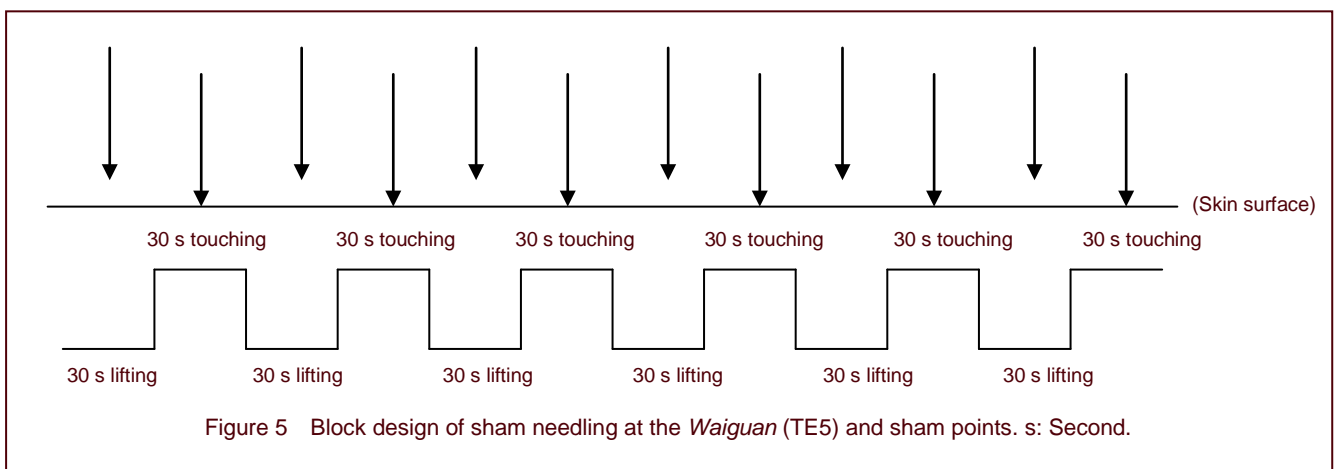 (Skin surface)
30 s touching 30 s touching 30 s touching 30 s touching 30 s touching 30 s touching
30 s lifting 30 s lifting 30 s lifting 30 s lifting 30 s lifting 30 s lifting
Figure 5 Block design of sham needling at the Waiguan (TE5) and sham points. s: Second.